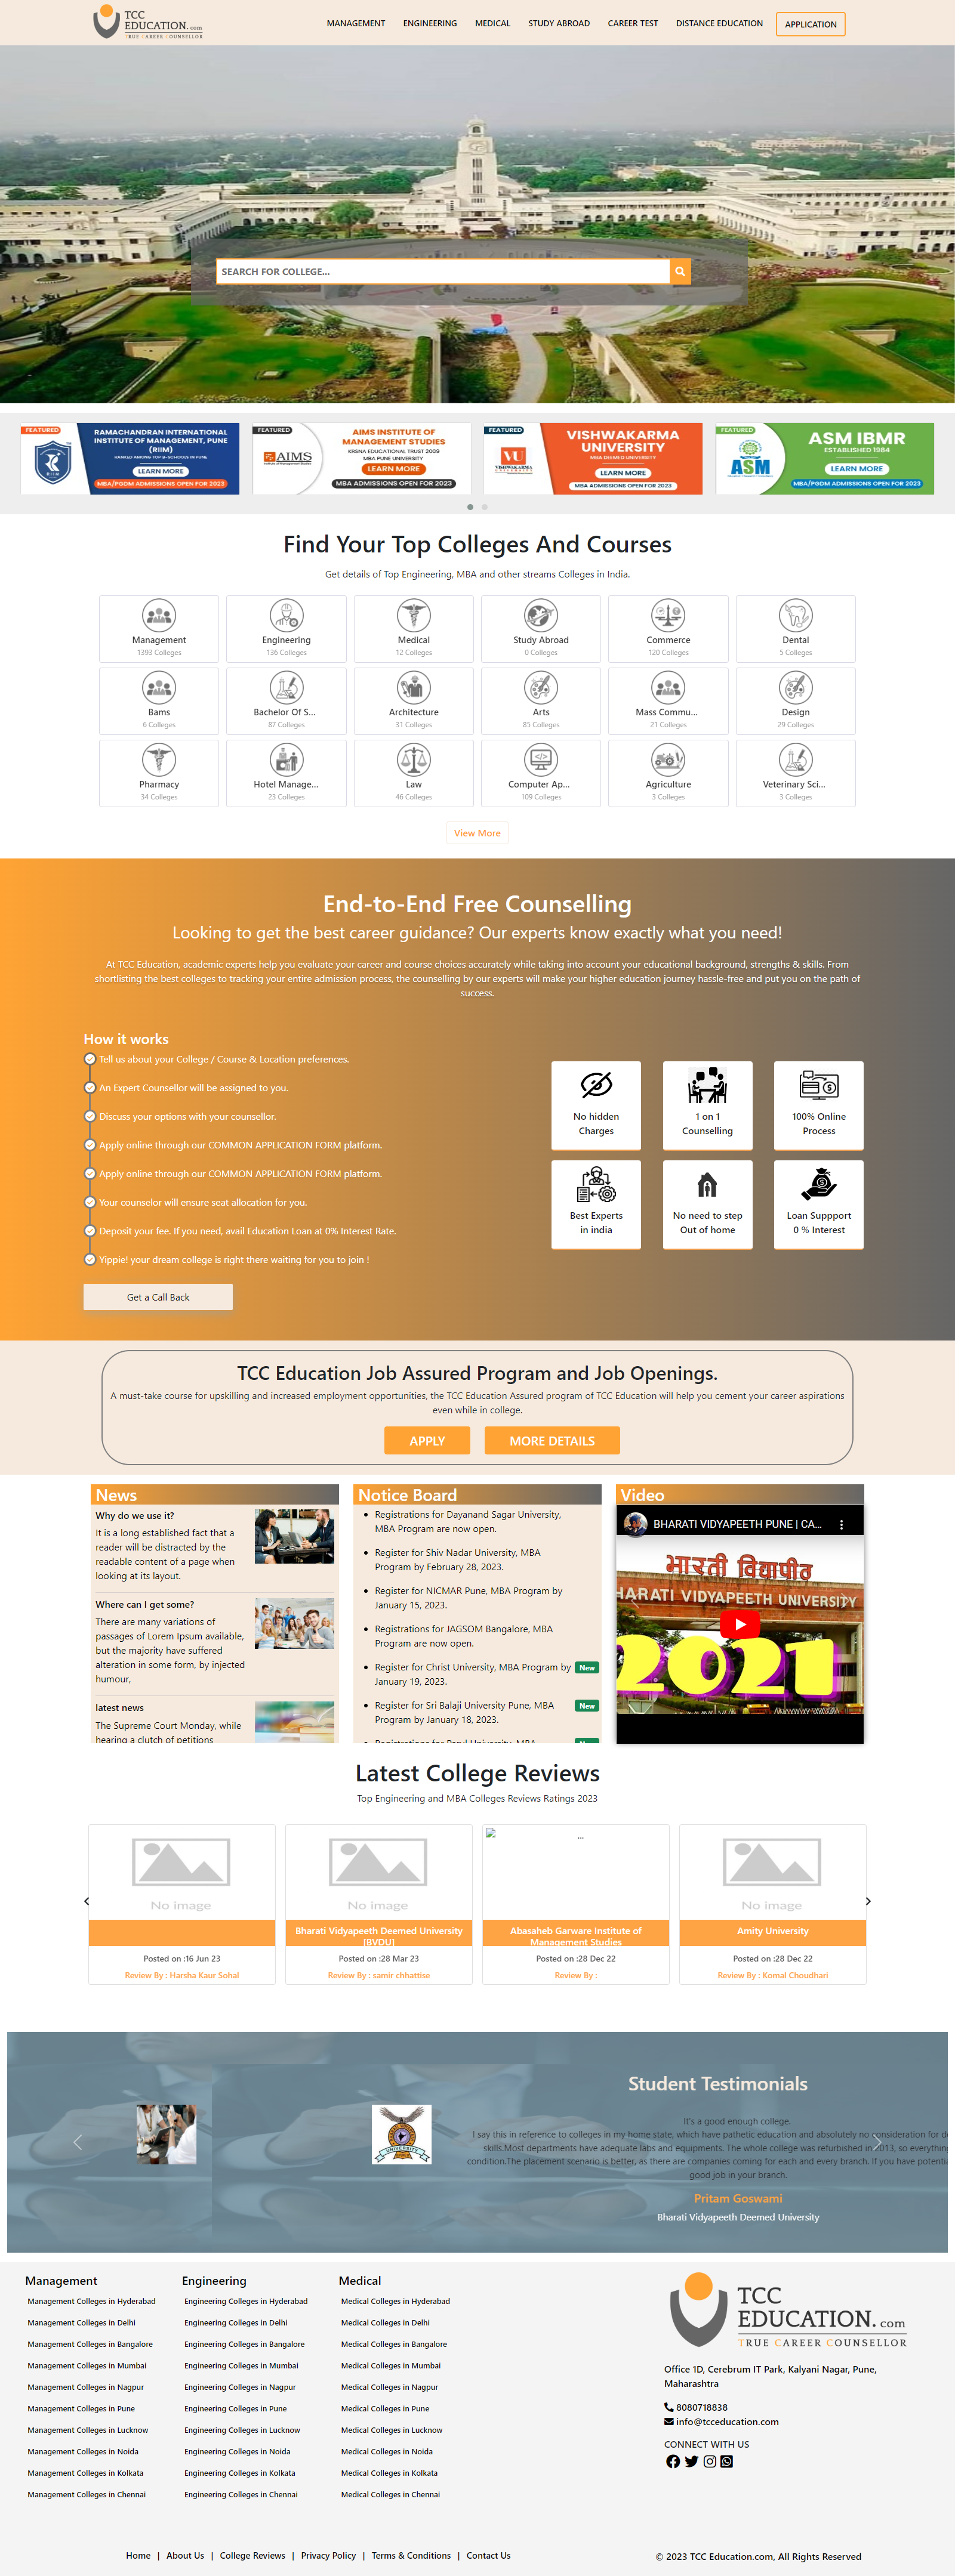 TCC
EDUCATION.com
TRUE CAREER COUNSELLOR
MANAGEMENT
ENGINEERING
MEDICAL
STUDY ABROAD
CAREER TEST
DISTANCE EDUCATION
APPLICATION
SEARCH FOR COLLEGE...
FEATURED
RAMACHANDRAN INTERNATIONAL
INSTITUTE OF MANAGEMENT, PUNE
(RIIM)
RANKED AMONG TOP B-SCHOOLS IN PUNE
LEARN MORE
MBA/PGDM ADMISSIONS OPEN FOR 2023
FEATURED
AIMS
AIMS INSTITUTE OF
MANAGEMENT STUDIES
KRISHNA EDUCATIONAL TRUST 2009
MBA PUNE UNIVERSITY
LEARN MORE
MBA ADMISSIONS OPEN FOR 2023
FEATURED
VU
VISHWAKARMA
UNIVERSITY
VISHWAKARMA
UNIVERSITY
MBA DEEMED UNIVERSITY
LEARN MORE
MBA ADMISSIONS OPEN FOR 2023
FEATURED
ASM
ASM IBMR
ESTABLISHED 1984
LEARN MORE
MBA/PGDM ADMISSIONS OPEN FOR 2023
Find Your Top Colleges And Courses
Get details of Top Engineering, MBA and other streams Colleges in India.
Management
1393 Colleges
Engineering
136 Colleges
Medical
12 Colleges
Study Abroad
0 Colleges
Commerce
120 Colleges
Dental
5 Colleges
Bams
6 Colleges
Bachelor Of S...
87 Colleges
Architecture
31 Colleges
Arts
85 Colleges
Mass Commu...
21 Colleges
Design
29 Colleges
Pharmacy
34 Colleges
Hotel Manage...
23 Colleges
Law
46 Colleges
Computer Ap...
109 Colleges
Agriculture
3 Colleges
Veterinary Sci...
3 Colleges
View More
End-to-End Free Counselling
Looking to get the best career guidance? Our experts know exactly what you need!
At TCC Education, academic experts help you evaluate your career and course choices accurately while taking into account your educational background, strengths & skills. From
shortlisting the best colleges to tracking your entire admission process, the counselling by our experts will make your higher education journey hassle-free and put you on the path of
success.
How it works
Tell us about your College / Course & Location preferences.
An Expert Counsellor will be assigned to you.
Discuss your options with your counsellor.
Apply online through our COMMON APPLICATION FORM platform.
Apply online through our COMMON APPLICATION FORM platform.
Your counselor will ensure seat allocation for you.
Deposit your fee. If you need, avail Education Loan at 0% Interest Rate.
Yippie! your dream college is right there waiting for you to join !
Get a Call Back
No hidden
Charges
1 on 1
Counselling
100% Online
Process
Best Experts
in india
No need to step
Out of home
Loan Suppport
0 % Interest
TCC Education Job Assured Program and Job Openings.
A must-take course for upskilling and increased employment opportunities, the TCC Education Assured program of TCC Education will help you cement your career aspirations
even while in college.
APPLY
MORE DETAILS
News
Why do we use it?
It is a long established fact that a
reader will be distracted by the
readable content of a page when
looking at its layout.
Where can I get some?
There are many variations of
passages of Lorem Ipsum available,
but the majority have suffered
alteration in some form, by injected
humour,
latest news
The Supreme Court Monday, while
hearing a clutch of petitions
Notice Board
Registrations for Dayanand Sagar University,
MBA Program are now open.
Register for Shiv Nadar University, MBA
Program by February 28, 2023.
Register for NICMAR Pune, MBA Program by
January 15, 2023.
Registrations for JAGSOM Bangalore, MBA
Program are now open.
Register for Christ University, MBA Program by
January 19, 2023.
New
Register for Sri Balaji University Pune, MBA
Program by January 18, 2023.
New
Registrations for Parul University, MBA
New
Video
BHARATI VIDYAPEETH PUNE | CA...
भारती विद्यापीठ
BHARATI VIDYAPEETH UNIVERSITY
2021
Latest College Reviews
Top Engineering and MBA Colleges Reviews Ratings 2023
No image
Posted on :16 Jun 23
Review By : Harsha Kaur Sohal
No image
Bharati Vidyapeeth Deemed University
[BVDU]
Posted on :28 Mar 23
Review By : samir chhattise
...
Abasaheb Garware Institute of
Management Studies
Posted on :28 Dec 22
Review By :
No image
Amity University
Posted on :28 Dec 22
Review By : Komal Choudhari
Student Testimonials
It's a good enough college.
I say this in reference to colleges in my home state, which have pathetic education and absolutely no consideration for de
skills.Most departments have adequate labs and equipments. The whole college was refurbished in 2013, so everythin
condition.The placement scenario is better, as there are companies coming for each and every branch. If you have potentia
good job in your branch.
Pritam Goswami
Bharati Vidyapeeth Deemed University
UNIVERSITY
Management
Management Colleges in Hyderabad
Management Colleges in Delhi
Management Colleges in Bangalore
Management Colleges in Mumbai
Management Colleges in Nagpur
Management Colleges in Pune
Management Colleges in Lucknow
Management Colleges in Noida
Management Colleges in Kolkata
Management Colleges in Chennai
Engineering
Engineering Colleges in Hyderabad
Engineering Colleges in Delhi
Engineering Colleges in Bangalore
Engineering Colleges in Mumbai
Engineering Colleges in Nagpur
Engineering Colleges in Pune
Engineering Colleges in Lucknow
Engineering Colleges in Noida
Engineering Colleges in Kolkata
Engineering Colleges in Chennai
Medical
Medical Colleges in Hyderabad
Medical Colleges in Delhi
Medical Colleges in Bangalore
Medical Colleges in Mumbai
Medical Colleges in Nagpur
Medical Colleges in Pune
Medical Colleges in Lucknow
Medical Colleges in Noida
Medical Colleges in Kolkata
Medical Colleges in Chennai
TCC
EDUCATION.com
TRUE CAREER COUNSELLOR
Office 1D, Cerebrum IT Park, Kalyani Nagar, Pune,
Maharashtra
8080718838
info@tcceducation.com
CONNECT WITH US
Home | About Us | College Reviews | Privacy Policy | Terms & Conditions | Contact Us
© 2023 TCC Education.com, All Rights Reserved